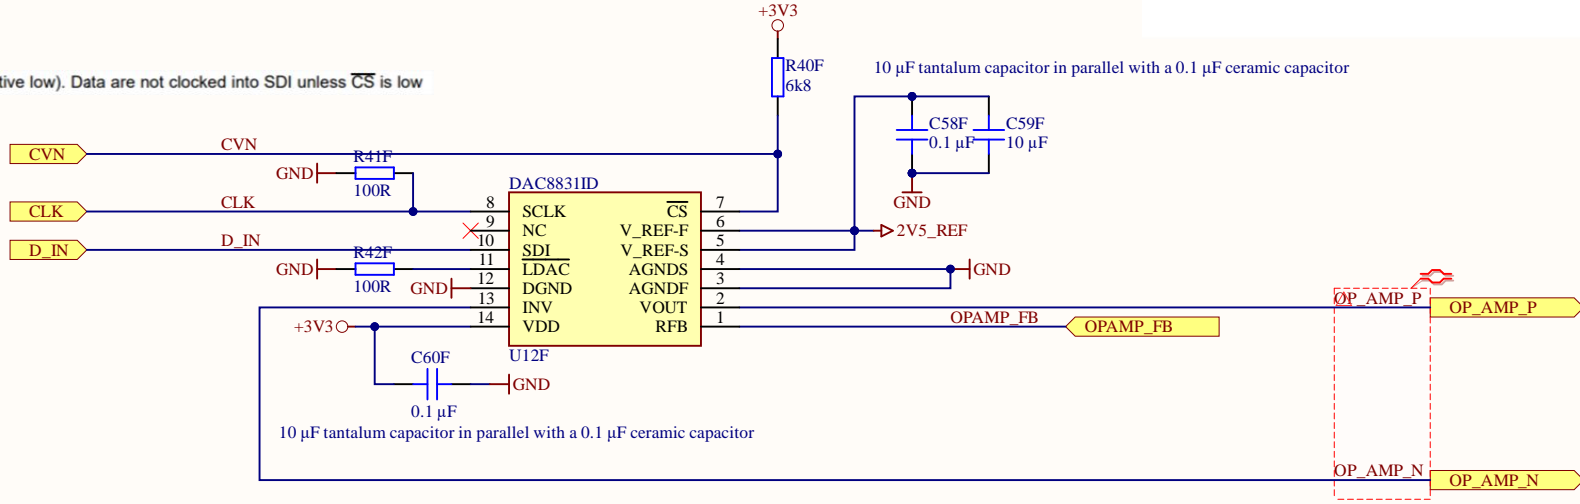 +3V3
R40F
6k8
10 µF tantalum capacitor in parallel with a 0.1 µF ceramic capacitor
tive low). Data are not clocked into SDI unless CS is low
C58F
0.1 µF
C59F
10 µF
GND
CVN
CVN
GND
R41F
100R
CLK
CLK
D_IN
D_IN
GND
R42F
100R
GND
DAC8831ID
8 SCLK CS 7
9 NC V_REF-F 6
10 SDI V_REF-S 5
11 LDAC AGNDS 4
12 DGND AGNDF 3
13 INV VOUT 2
14 VDD RFB 1
U12F
2V5_REF
GND
OP_AMP_P
OP_AMP_P
OPAMP_FB
OPAMP_FB
+3V3
C60F
0.1 µF
GND
10 µF tantalum capacitor in parallel with a 0.1 µF ceramic capacitor
OP_AMP_N
OP_AMP_N